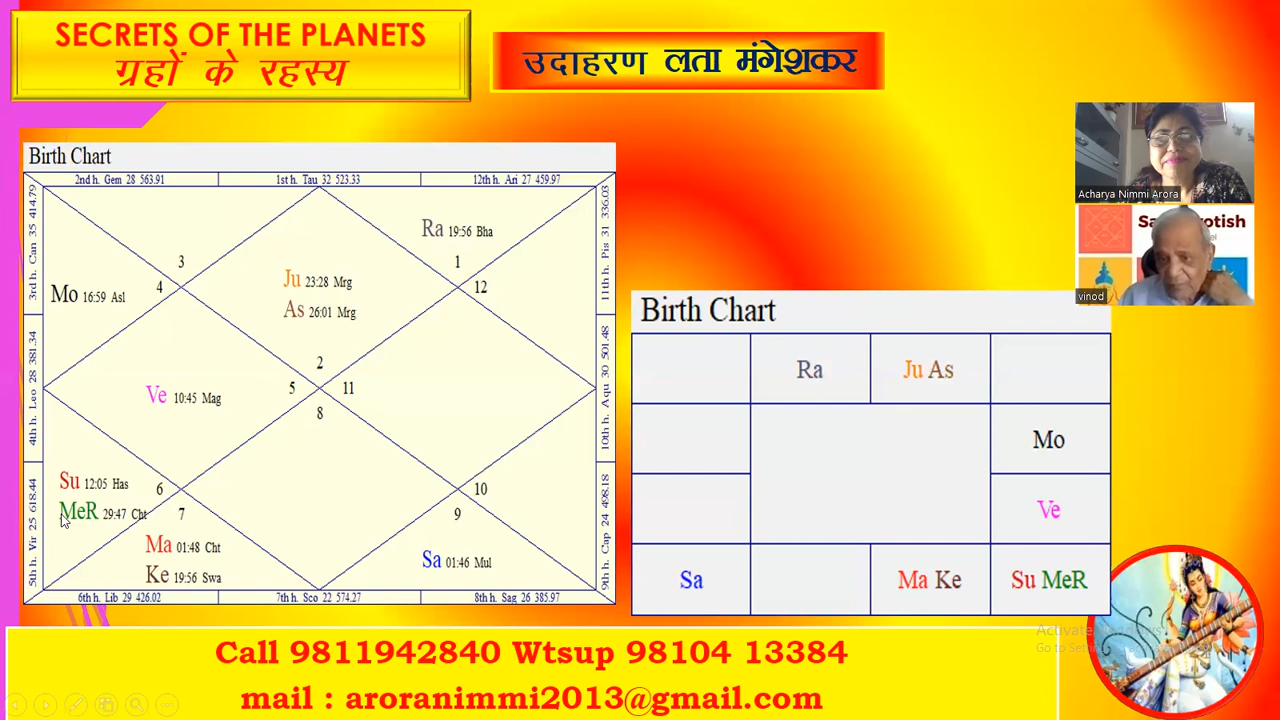 SECRETS OF THE PLANETS
ग्रहों के रहस्य
उदाहरण लता मंगेशकर
Acharya Nimmi Arora
vinod
Birth Chart
2nd h. Gem 28 563.91
1st h. Tau 32 523.33
12th h. Ari 27 459.97
3rd h. Can 35 414.79
11th h. Pis 31 336.03
4th h. Leo 28 381.34
10th h. Aqu 30 501.48
5th h. Vir 25 618.44
9th h. Cap 24 498.18
6th h. Lib 29 426.02
7th h. Sco 22 574.27
8th h. Sag 26 385.97
Ra 19:56 Bha
3
1
4
12
Ju 23:28 Mrg
As 26:01 Mrg
Mo 16:59 Asl
2
5
11
8
Ve 10:45 Mag
Su 12:05 Has
MeR 29:47 Cht
6
7
10
9
Ma 01:48 Cht
Ke 19:56 Swa
Sa 01:46 Mul
Birth Chart
Ra
Ju As
Mo
Ve
Sa
Ma Ke
Su MeR
Call 9811942840 Wtsup 98104 13384
mail : aroranimmi2013@gmail.com